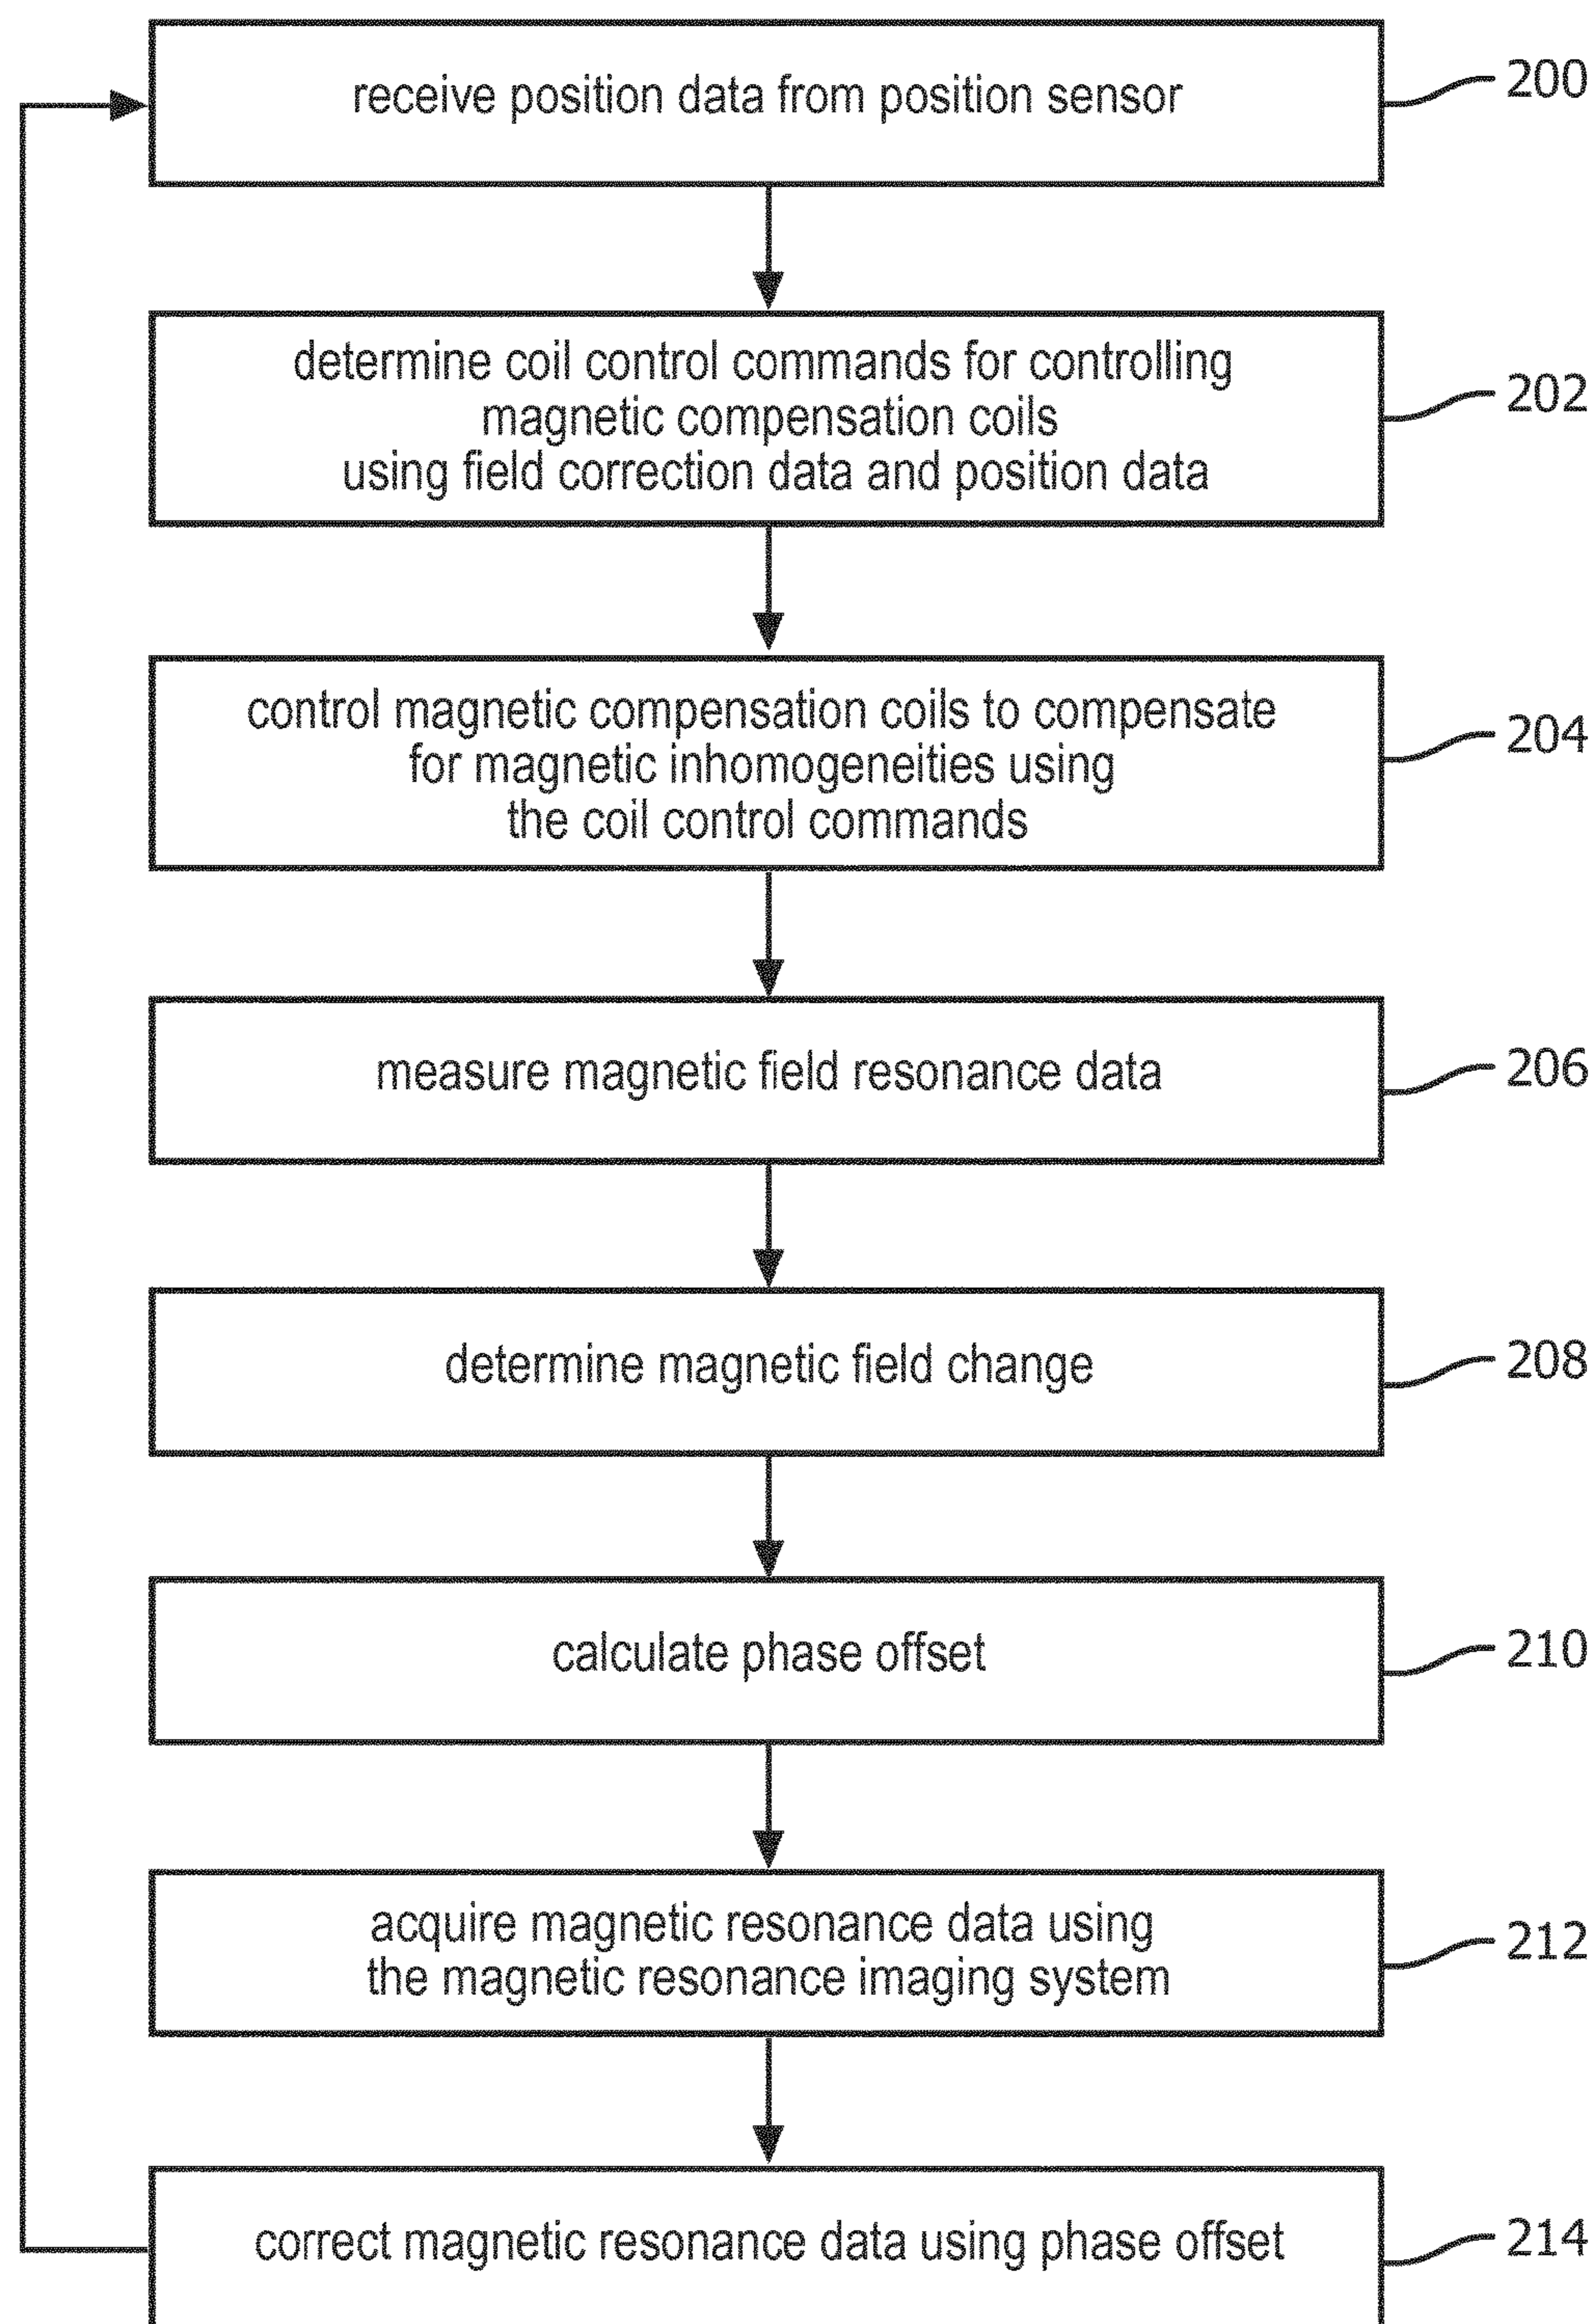 receive position data from position sensor
200
determine coil control commands for controlling
magnetic compensation coils
using field correction data and position data
202
control magnetic compensation coils to compensate
for magnetic inhomogeneities using
the coil control commands
204
measure magnetic field resonance data
206
determine magnetic field change
208
calculate phase offset
210
acquire magnetic resonance data using
the magnetic resonance imaging system
212
correct magnetic resonance data using phase offset
214